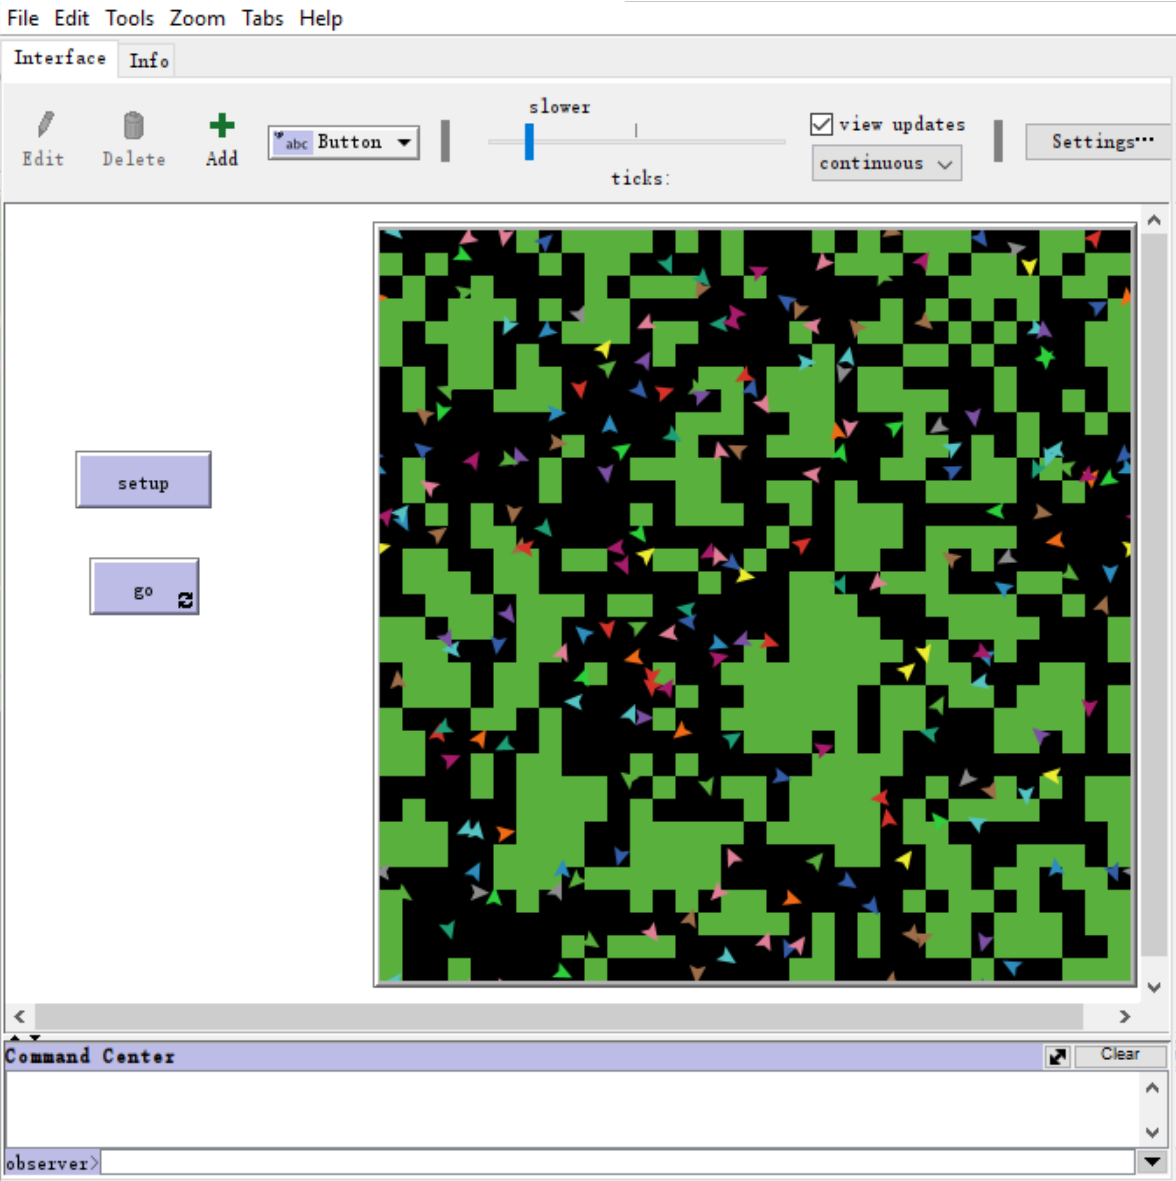 File Edit Tools Zoom Tabs Help
Interface Info
slower
Edit Delete Add abc Button view updates Settings...
continuous
ticks:
setup
go
Command Center Clear
observer>